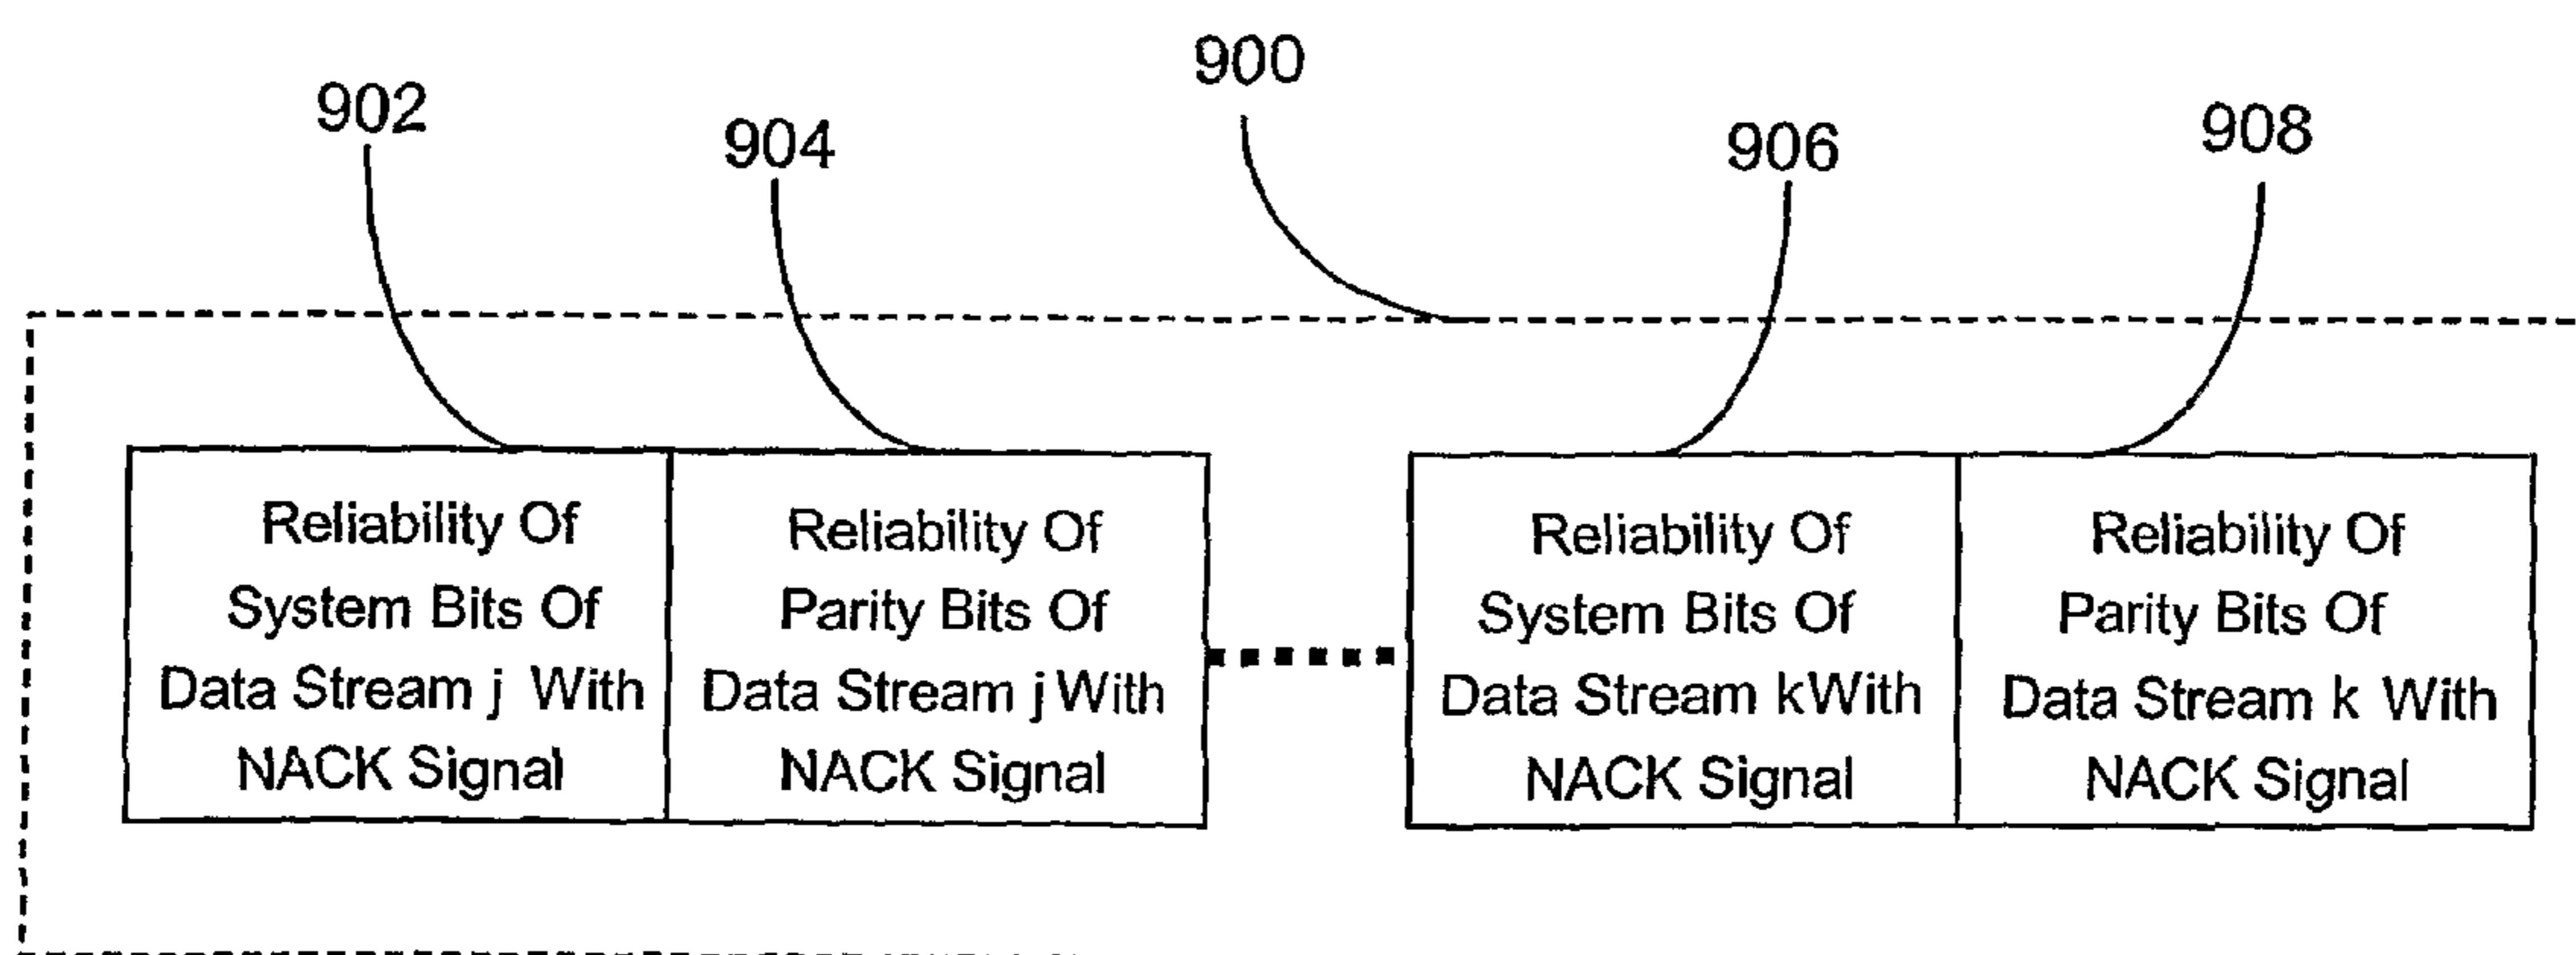 900
902
904
906
908
Reliability Of
System Bits Of
Data Stream j With
NACK Signal
Reliability Of
Parity Bits Of
Data Stream j With
NACK Signal
Reliability Of
System Bits Of
Data Stream kWith
NACK Signal
Reliability Of
Parity Bits Of
Data Stream k With
NACK Signal